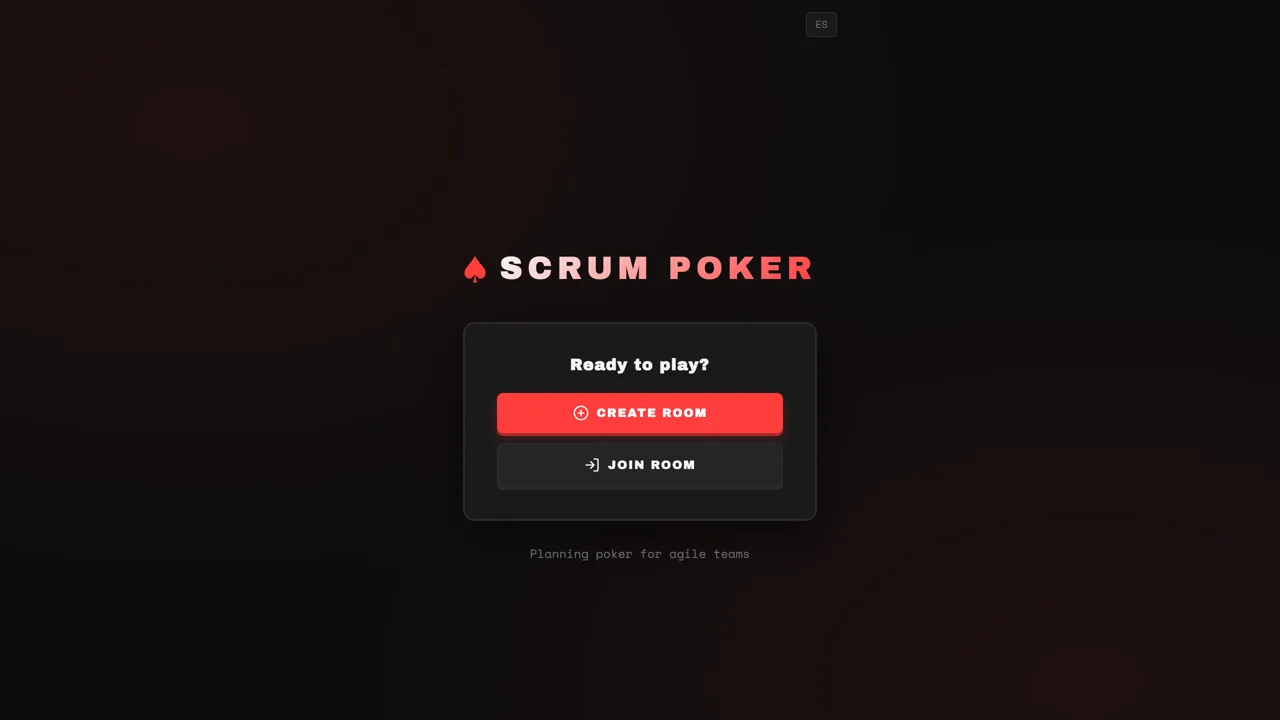 ES
SCRUM POKER
Ready to play?
CREATE ROOM
JOIN ROOM
Planning poker for agile teams